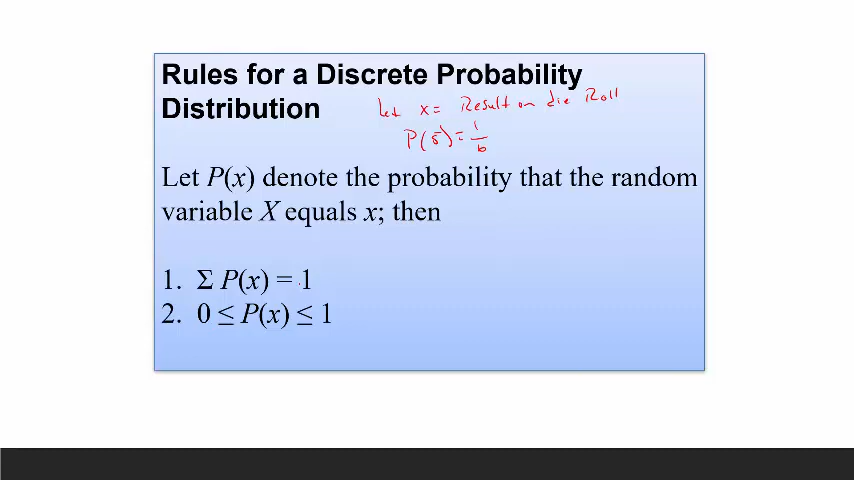 Rules for a Discrete Probability
Distribution
Let x = Result on die Roll
P(5) = 1/6
Let P(x) denote the probability that the random
variable X equals x; then
1. Σ P(x) = 1
2. 0 ≤ P(x) ≤ 1